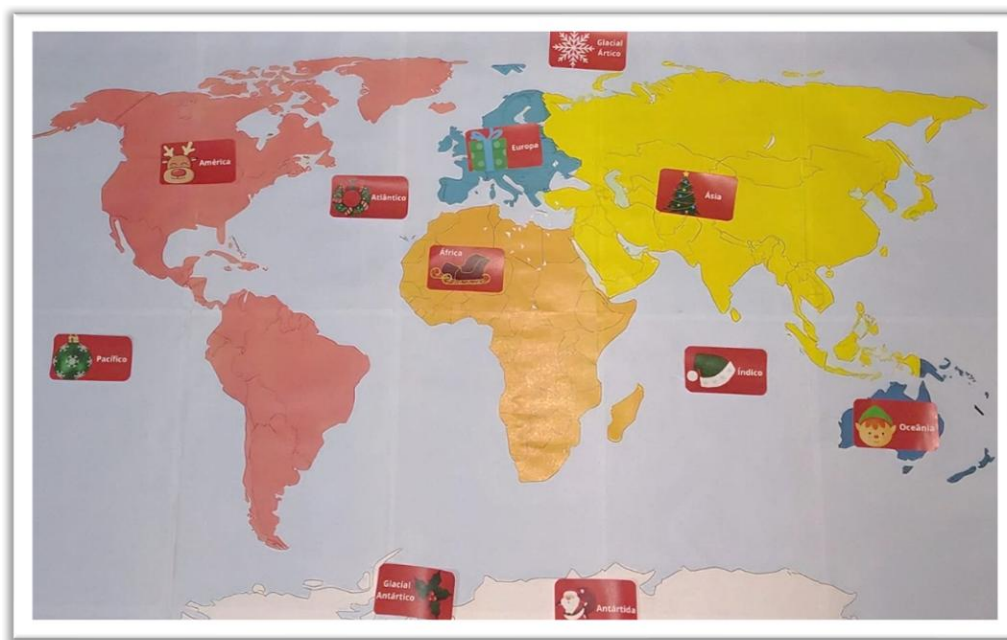 Glacial
Ártico
América
Europa
Atlântico
Ásia
África
Pacífico
Índico
Oceânia
Glacial
Antártico
Antártida